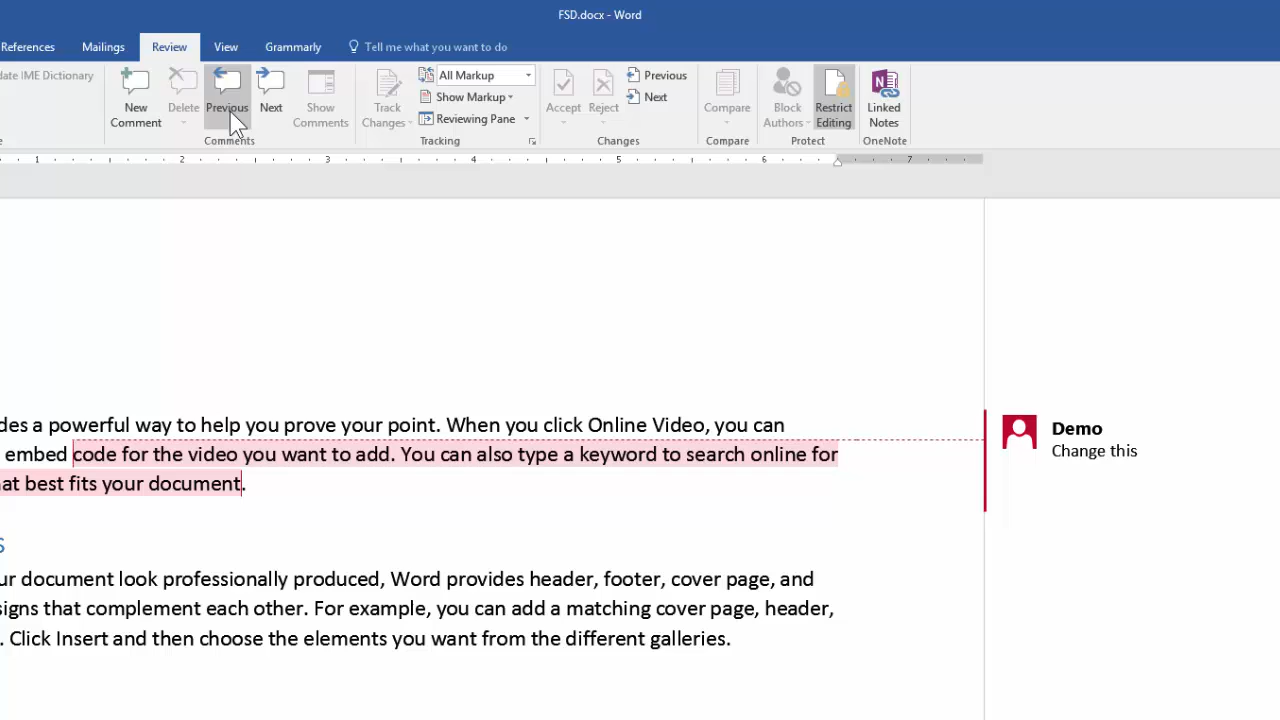 FSD.docx - Word
References Mailings Review View Grammarly Tell me what you want to do
date IME Dictionary
New Comment
Delete
Previous
Next
Show Comments
Comments
Track Changes
All Markup
Show Markup
Reviewing Pane
Tracking
Accept
Reject
Previous
Next
Changes
Compare
Compare
Block Authors
Restrict Editing
Protect
Linked Notes
OneNote
1 2 3 4 5 6 7
des a powerful way to help you prove your point. When you click Online Video, you can
embed code for the video you want to add. You can also type a keyword to search online for
at best fits your document.
Demo
Change this
s
ur document look professionally produced, Word provides header, footer, cover page, and
signs that complement each other. For example, you can add a matching cover page, header,
. Click Insert and then choose the elements you want from the different galleries.